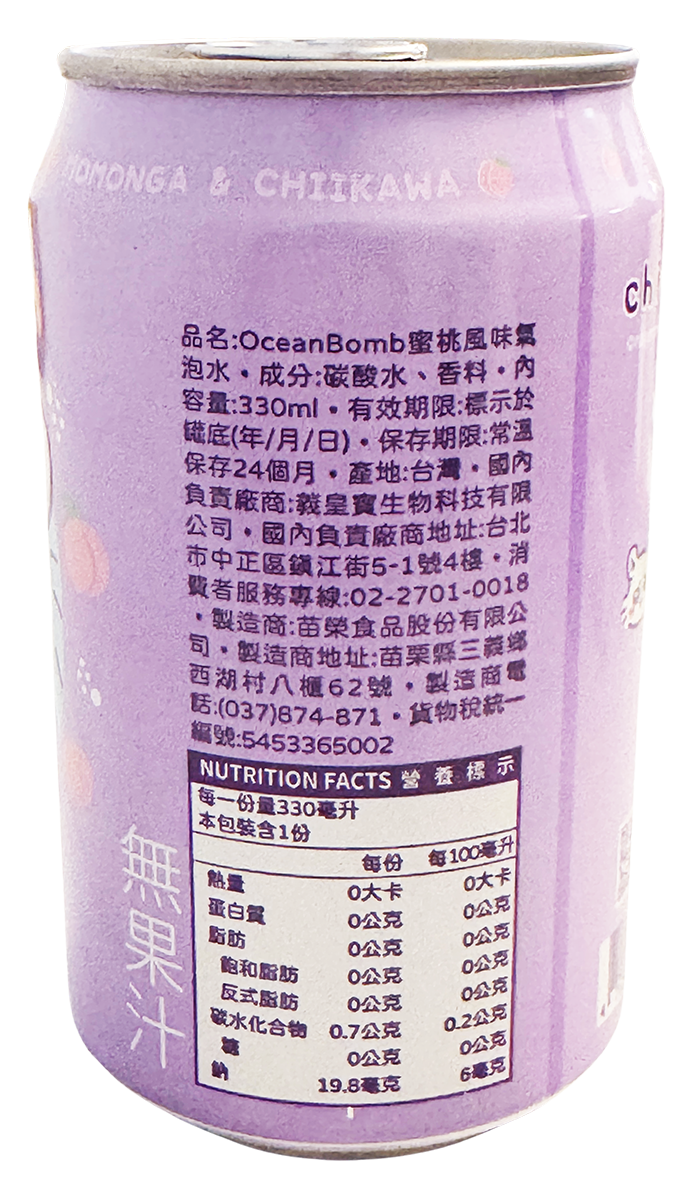 MOMONGA & CHIIKAWA
品名:OceanBomb蜜桃風味氣
泡水・成分:碳酸水、香料・內
容量:330ml・有效期限:標示於
罐底(年/月/日)・保存期限:常溫
保存24個月・產地:台灣・國內
負責廠商:義皇寶生物科技有限
公司・國內負責廠商地址:台北
市中正區鎮江街5-1號4樓・消
費者服務專線:02-2701-0018
・製造商:苗榮食品股份有限公
司・製造商地址:苗栗縣三義鄉
西湖村八櫃62號・製造商電
話:(037)874-871・貨物稅統一
編號:5453365002
NUTRITION FACTS 營養標示
每一份量330毫升
本包裝含1份
每份 每100毫升
熱量 0大卡 0大卡
蛋白質 0公克 0公克
脂肪 0公克 0公克
飽和脂肪 0公克 0公克
反式脂肪 0公克 0公克
碳水化合物 0.7公克 0.2公克
糖 0公克 0公克
鈉 19.8毫克 6毫克
無果汁
ch